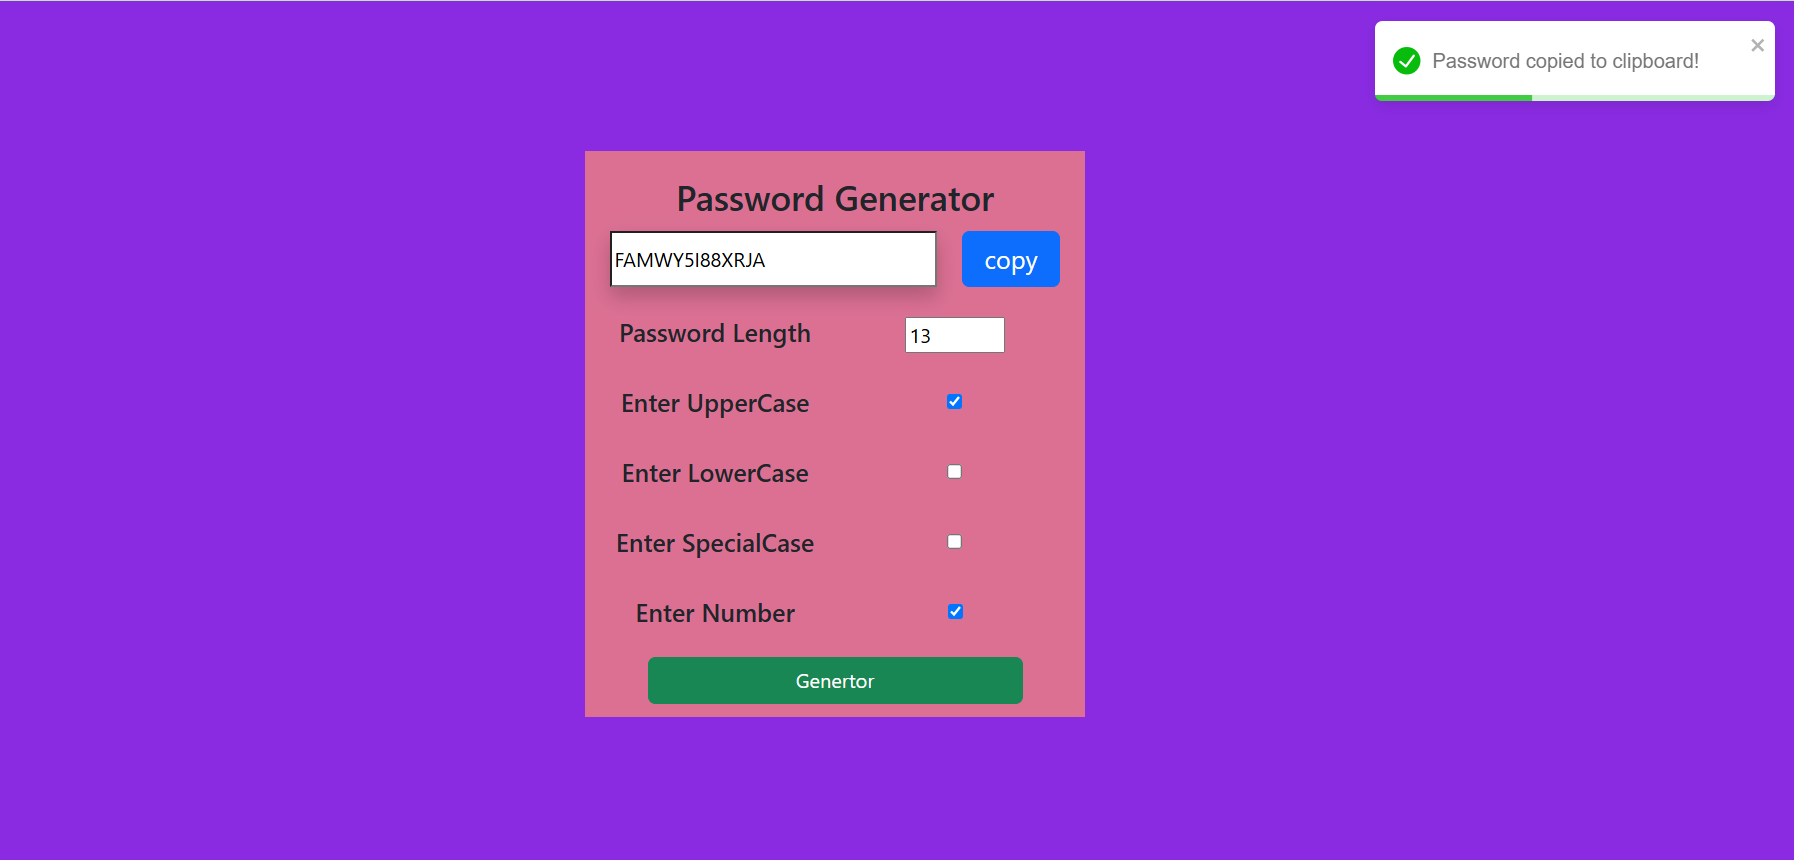 Password copied to clipboard!
Password Generator
FAMWY5I88XRJA
copy
Password Length
13
Enter UpperCase
Enter LowerCase
Enter SpecialCase
Enter Number
Genertor